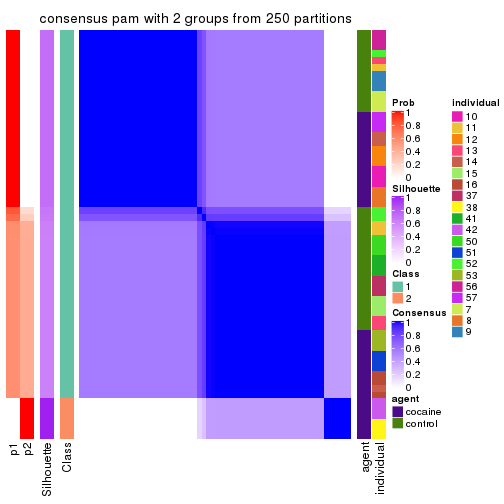 consensus pam with 2 groups from 250 partitions
Prob
1
0.8
0.6
0.4
0.2
0
Silhouette
1
0.8
0.6
0.4
0.2
0
Class
1
2
Consensus
1
0.8
0.6
0.4
0.2
0
agent
cocaine
control
individual
10
11
12
13
14
15
16
37
38
41
42
50
51
52
53
56
57
7
8
9
p1
p2
Silhouette
Class
agent
individual